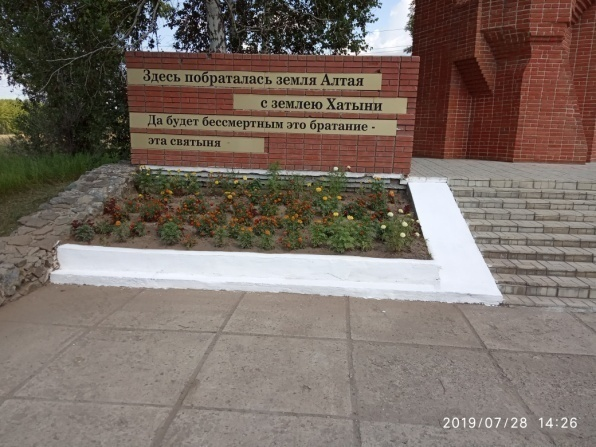 Здесь побраталась земля Алтая
с землею Хатыни
Да будет бессмертным это братание -
эта святыня
2019/07/28 14:26